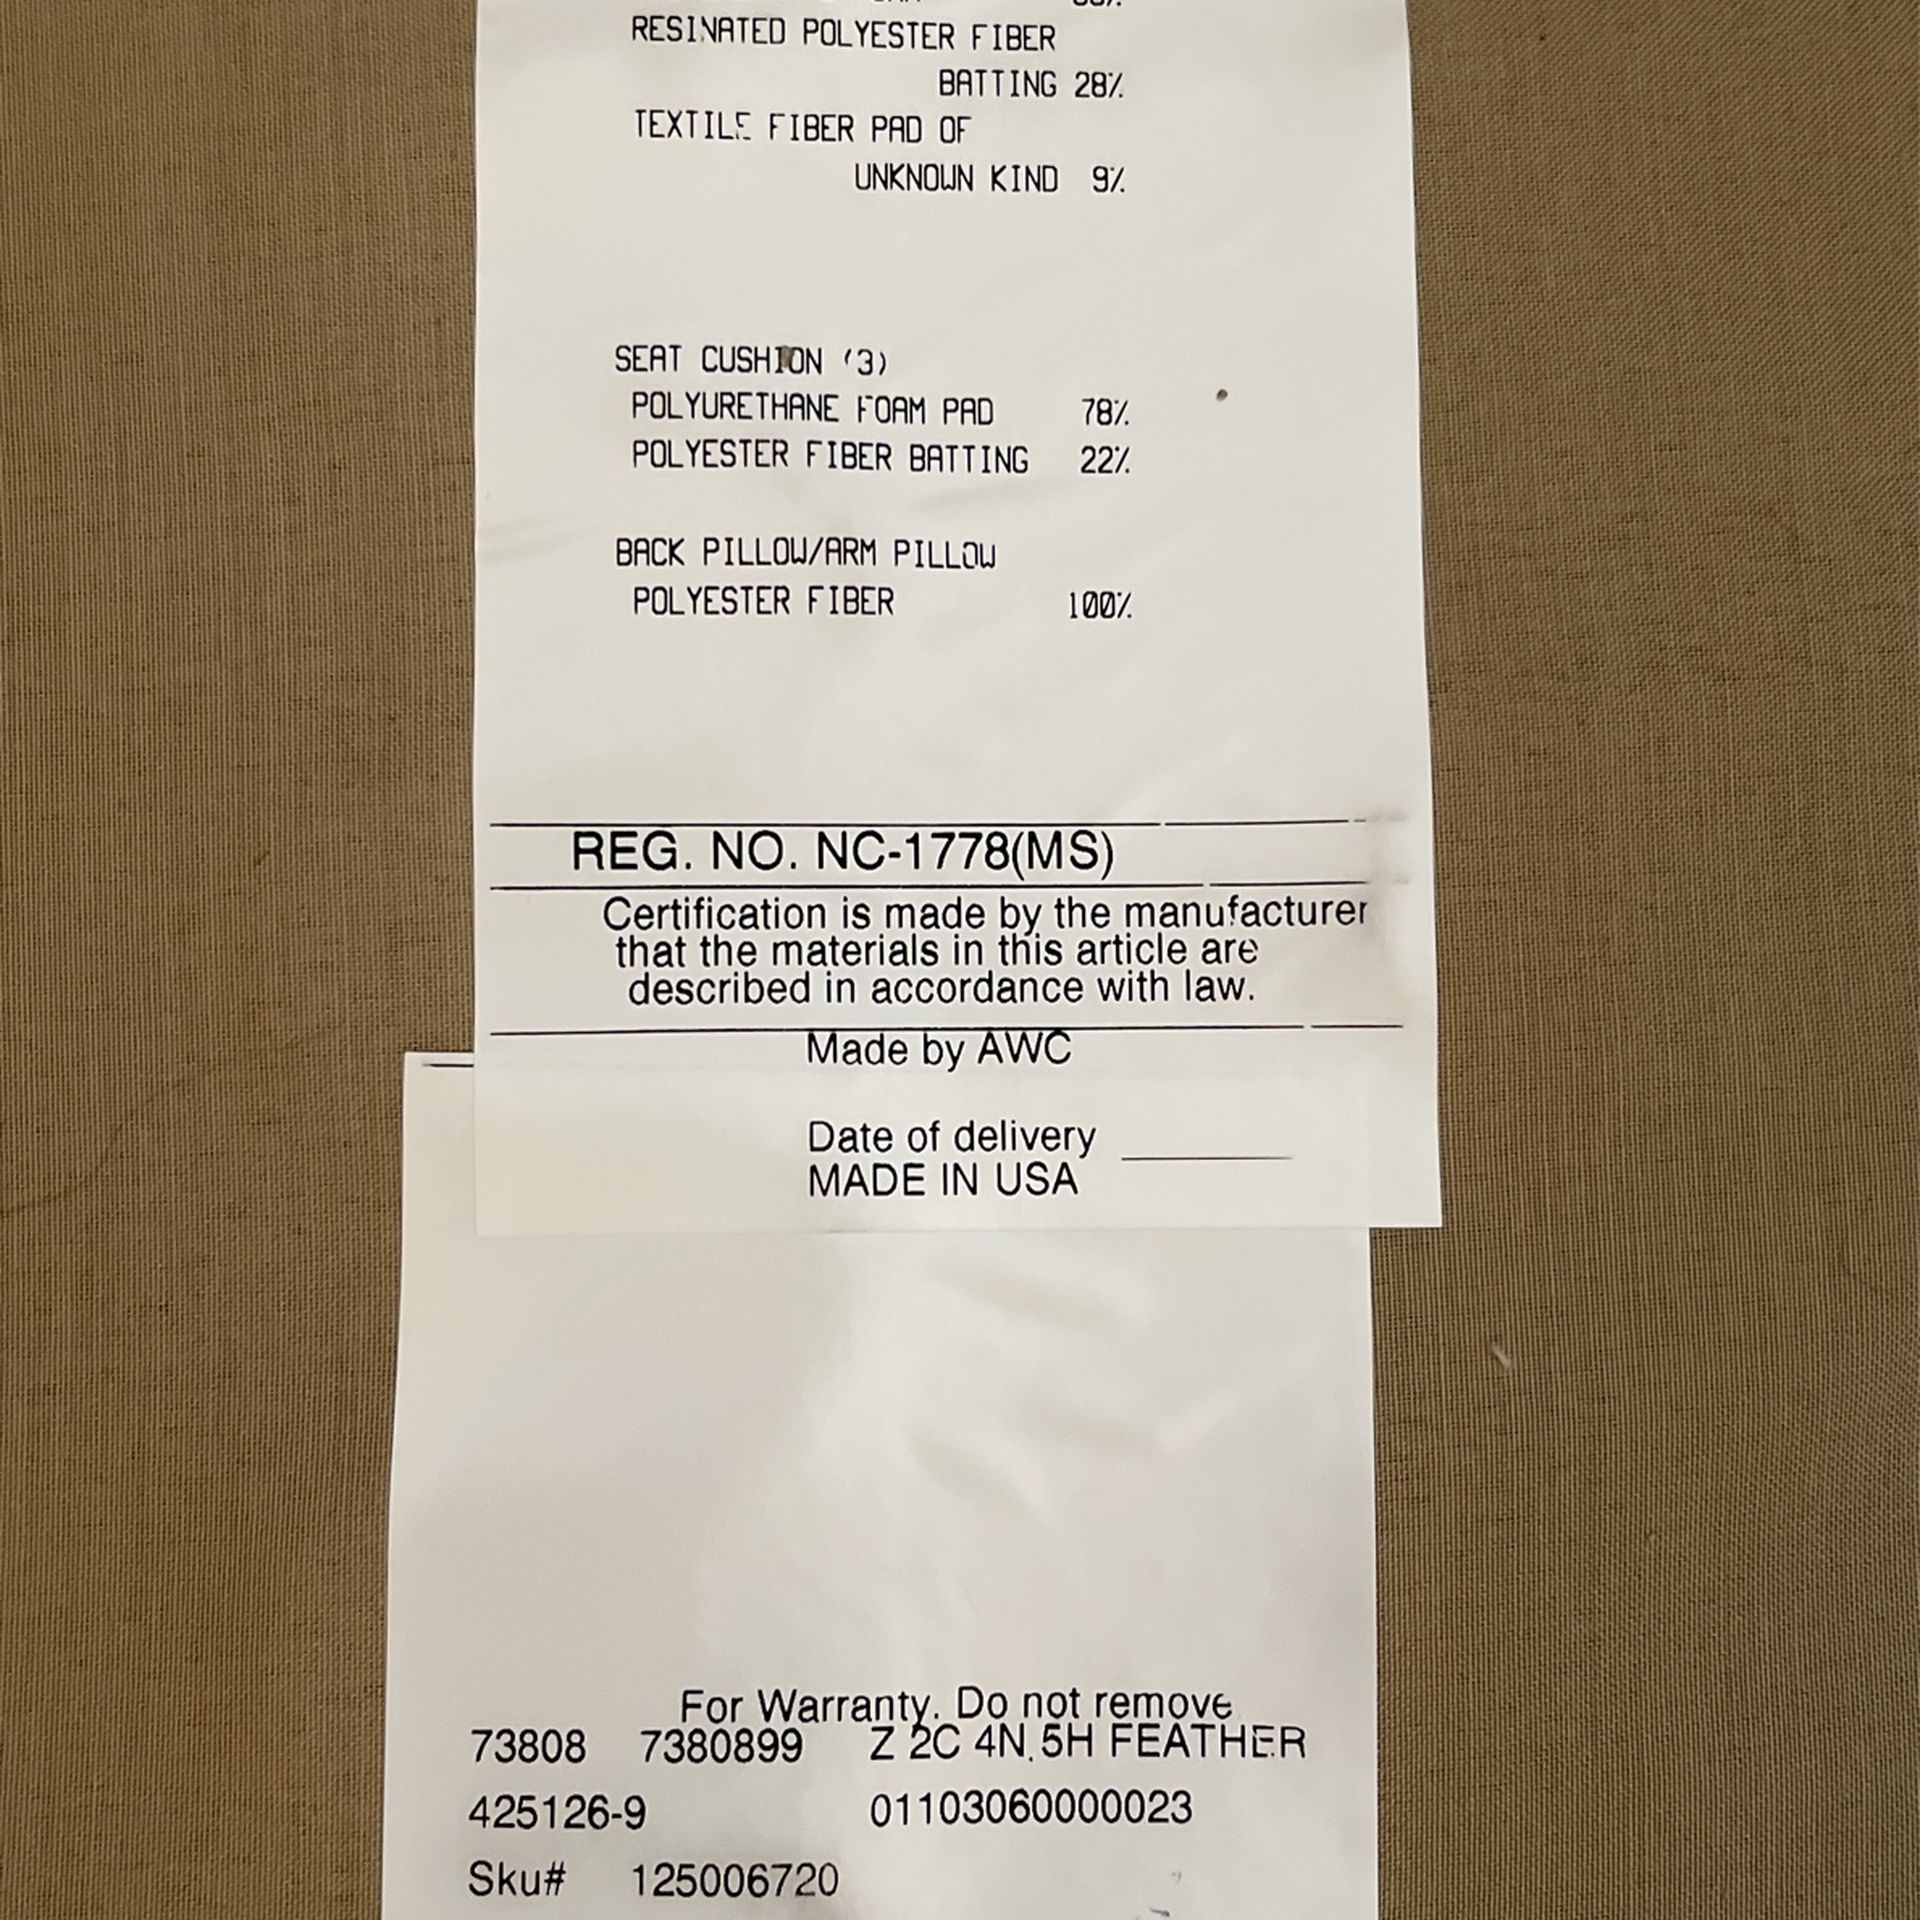 RESINATED POLYESTER FIBER
BATTING 28%
TEXTILE FIBER PAD OF
UNKNOWN KIND 9%
SEAT CUSHION (3)
POLYURETHANE FOAM PAD 78%
POLYESTER FIBER BATTING 22%
BACK PILLOW/ARM PILLOW
POLYESTER FIBER 100%
REG. NO. NC-1778(MS)
Certification is made by the manufacturer
that the materials in this article are
described in accordance with law.
Made by AWC
Date of delivery
MADE IN USA
For Warranty. Do not remove
73808 7380899 Z 2C 4N 5H FEATHER
425126-9 01103060000023
Sku# 125006720